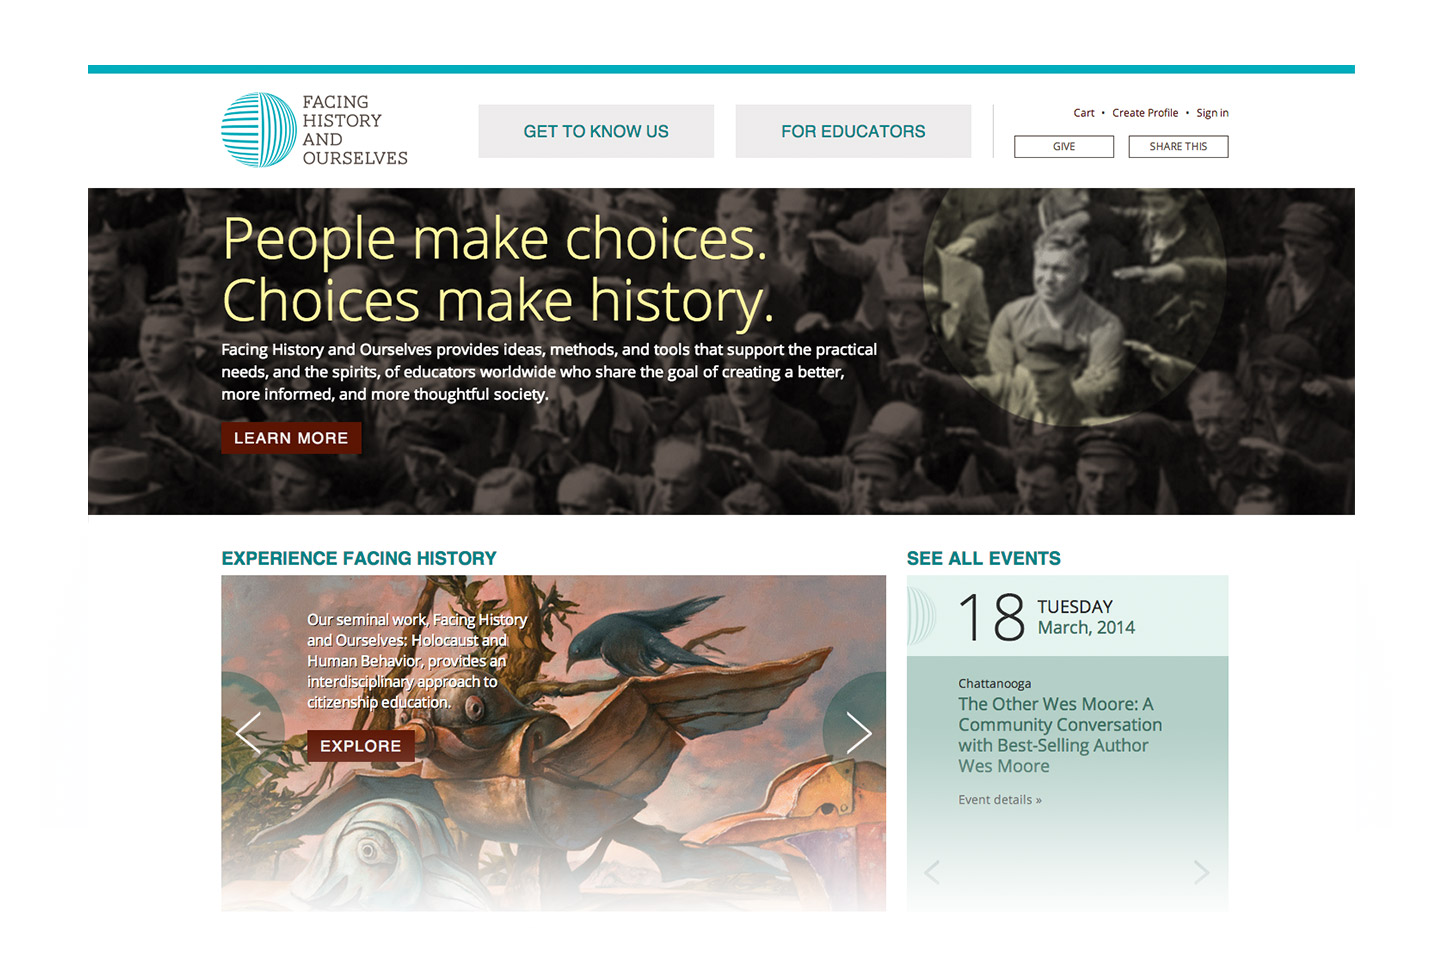 FACING
HISTORY
AND
OURSELVES
GET TO KNOW US
FOR EDUCATORS
Cart • Create Profile • Sign in
GIVE
SHARE THIS
People make choices.
Choices make history.
Facing History and Ourselves provides ideas, methods, and tools that support the practical
needs, and the spirits, of educators worldwide who share the goal of creating a better,
more informed, and more thoughtful society.
LEARN MORE
EXPERIENCE FACING HISTORY
Our seminal work, Facing History
and Ourselves: Holocaust and
Human Behavior, provides an
interdisciplinary approach to
citizenship education.
EXPLORE
SEE ALL EVENTS
18
TUESDAY
March, 2014
Chattanooga
The Other Wes Moore: A
Community Conversation
with Best-Selling Author
Wes Moore
Event details »